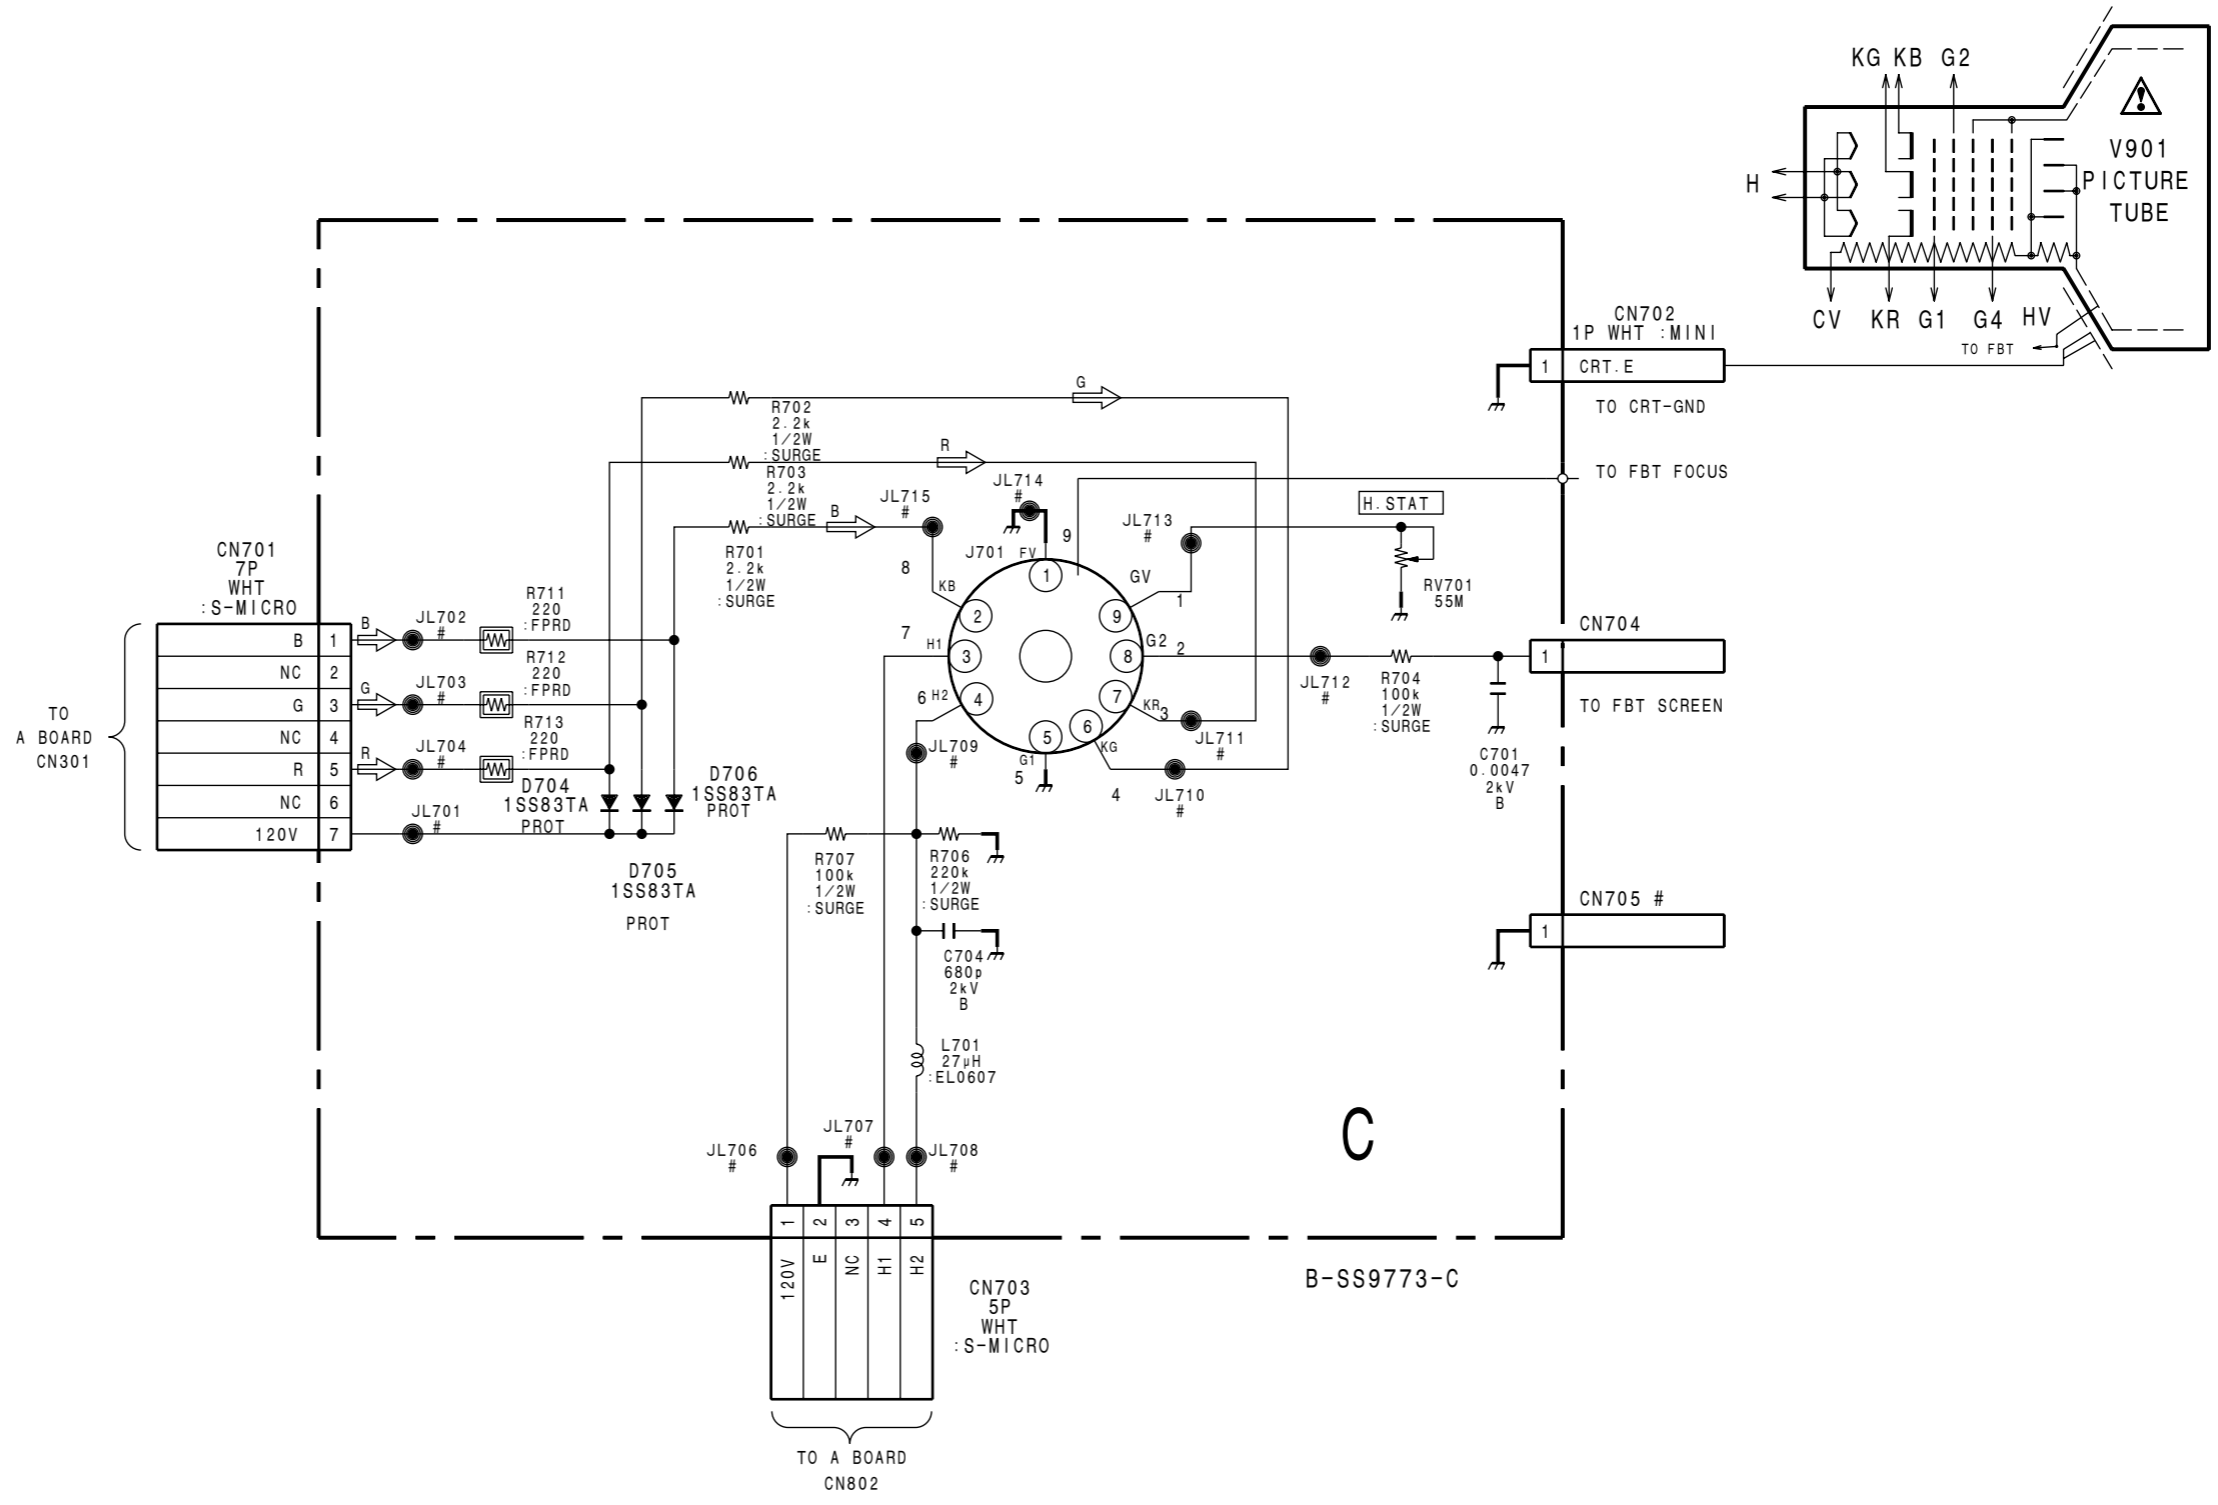 KG KB G2
V901
PICTURE
TUBE
H
CV KR G1 G4 HV
TO FBT
CN702
1P WHT :MINI
1 CRT.E
TO CRT-GND
G
R702
2.2k
1/2W
:SURGE
R
R703
2.2k
1/2W
:SURGE
B
R701
2.2k
1/2W
:SURGE
JL715
#
JL714
#
TO FBT FOCUS
H.STAT
JL713
#
RV701
55M
J701 FV
9
GV
1
8
KB
7
H1
6 H2
G2 2
KR 3
KG
4
G1
5
1
2
3
4
5
6
7
8
9
CN701
7P
WHT
:S-MICRO
TO
A BOARD
CN301
B 1
NC 2
G 3
NC 4
R 5
NC 6
120V 7
B
JL702
#
R711
220
:FPRD
G
JL703
#
R712
220
:FPRD
R
JL704
#
R713
220
:FPRD
JL701
#
D704
1SS83TA
PROT
D706
1SS83TA
PROT
D705
1SS83TA
PROT
JL709
#
JL711
#
JL710
#
JL712
#
R704
100k
1/2W
:SURGE
C701
0.0047
2kV
B
CN704
1
TO FBT SCREEN
R707
100k
1/2W
:SURGE
R706
220k
1/2W
:SURGE
C704
680p
2kV
B
CN705 #
1
L701
27μH
:EL0607
JL706
#
JL707
#
JL708
#
C
1 2 3 4 5
120V E NC H1 H2
CN703
5P
WHT
:S-MICRO
B-SS9773-C
TO A BOARD
CN802